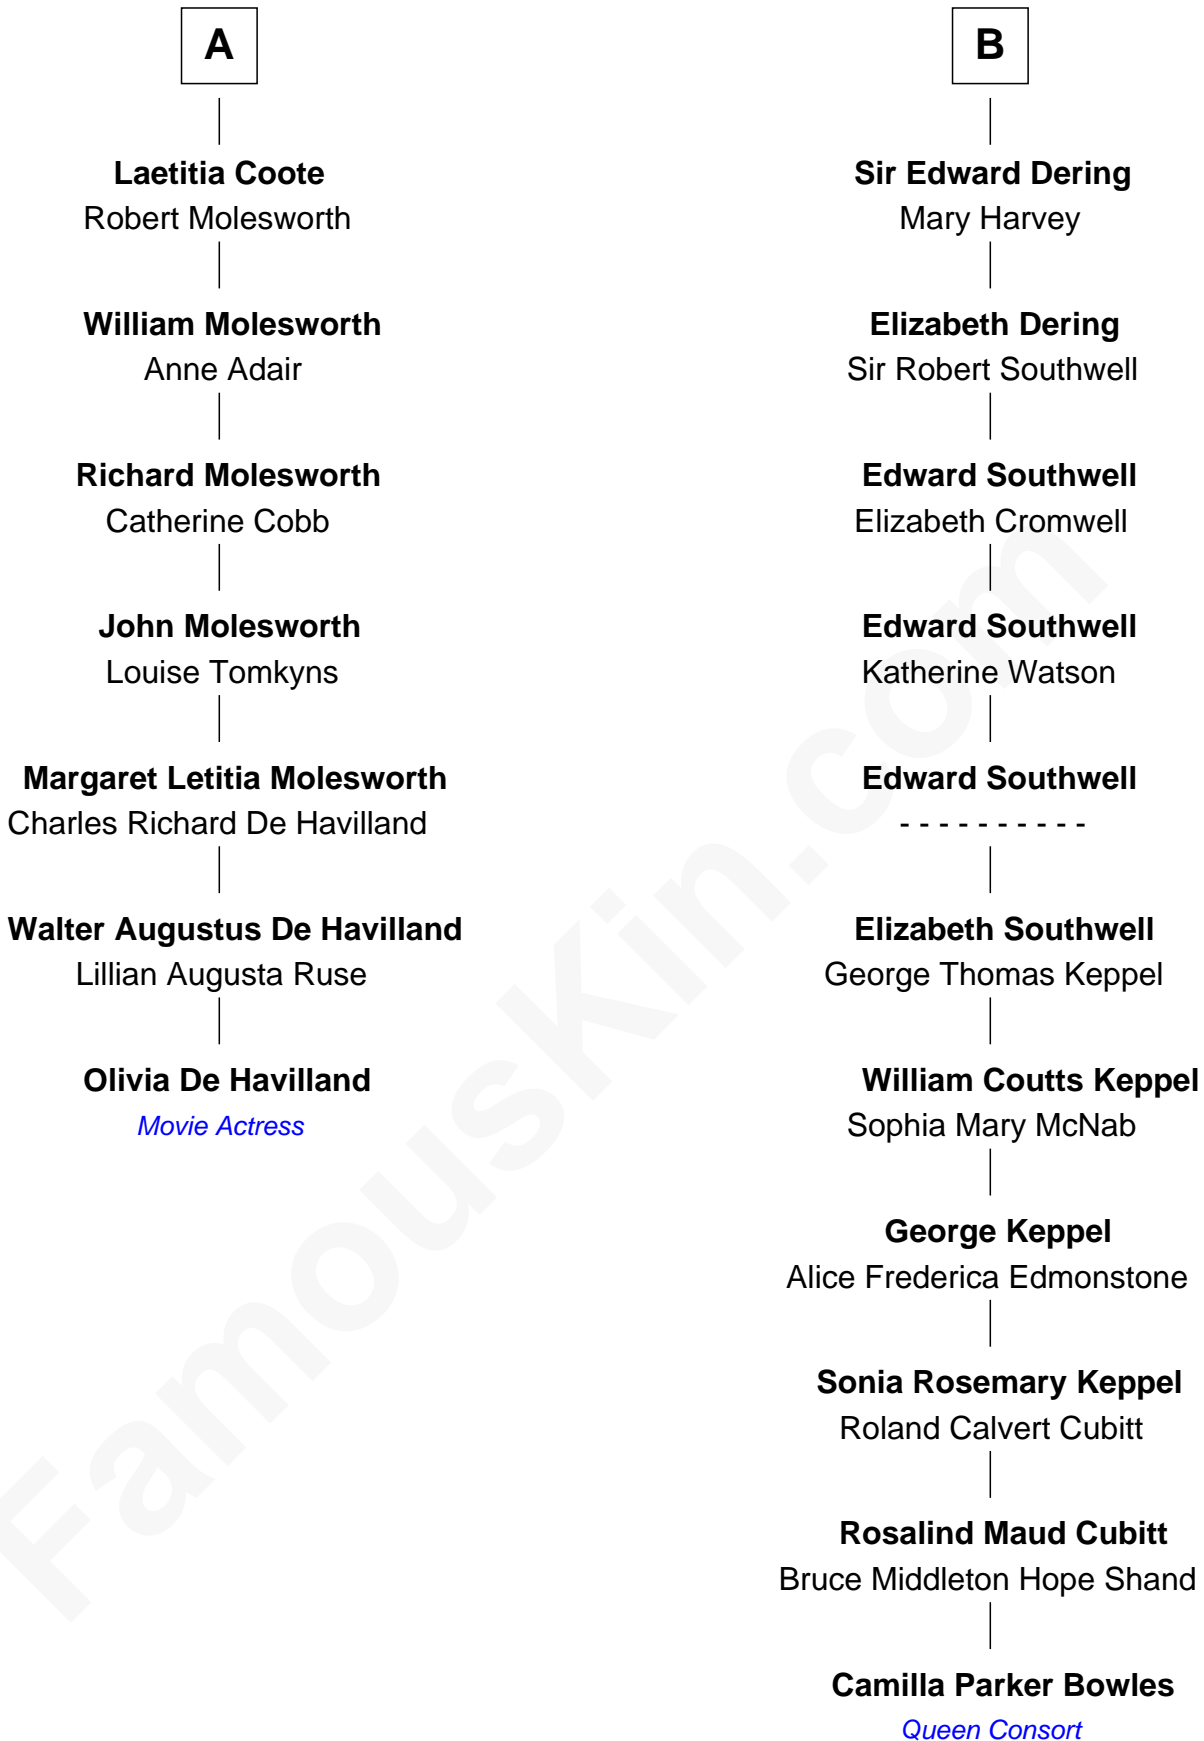 A
Laetitia Coote
Robert Molesworth
William Molesworth
Anne Adair
Richard Molesworth
Catherine Cobb
John Molesworth
Louise Tomkyns
Margaret Letitia Molesworth
Charles Richard De Havilland
Walter Augustus De Havilland
Lillian Augusta Ruse
Olivia De Havilland
Movie Actress
B
Sir Edward Dering
Mary Harvey
Elizabeth Dering
Sir Robert Southwell
Edward Southwell
Elizabeth Cromwell
Edward Southwell
Katherine Watson
Edward Southwell
- - - - - - - - - -
Elizabeth Southwell
George Thomas Keppel
William Coutts Keppel
Sophia Mary McNab
George Keppel
Alice Frederica Edmonstone
Sonia Rosemary Keppel
Roland Calvert Cubitt
Rosalind Maud Cubitt
Bruce Middleton Hope Shand
Camilla Parker Bowles
Queen Consort
FamousKin.com